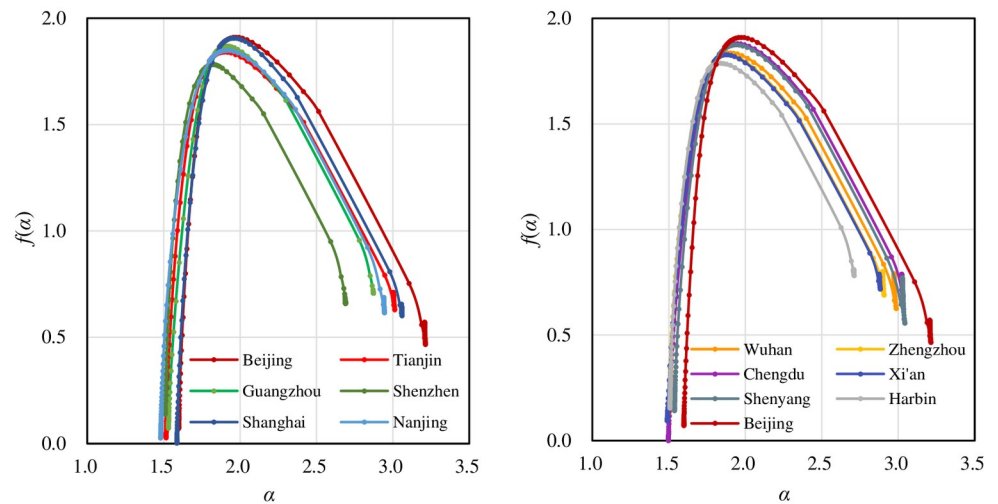 2.0
1.5
1.0
0.5
0.0
f(α)
Beijing Tianjin
Guangzhou Shenzhen
Shanghai Nanjing
1.0 1.5 2.0 2.5 3.0 3.5
α
2.0
1.5
1.0
0.5
0.0
f(α)
Wuhan Zhengzhou
Chengdu Xi'an
Shenyang Harbin
Beijing
1.0 1.5 2.0 2.5 3.0 3.5
α